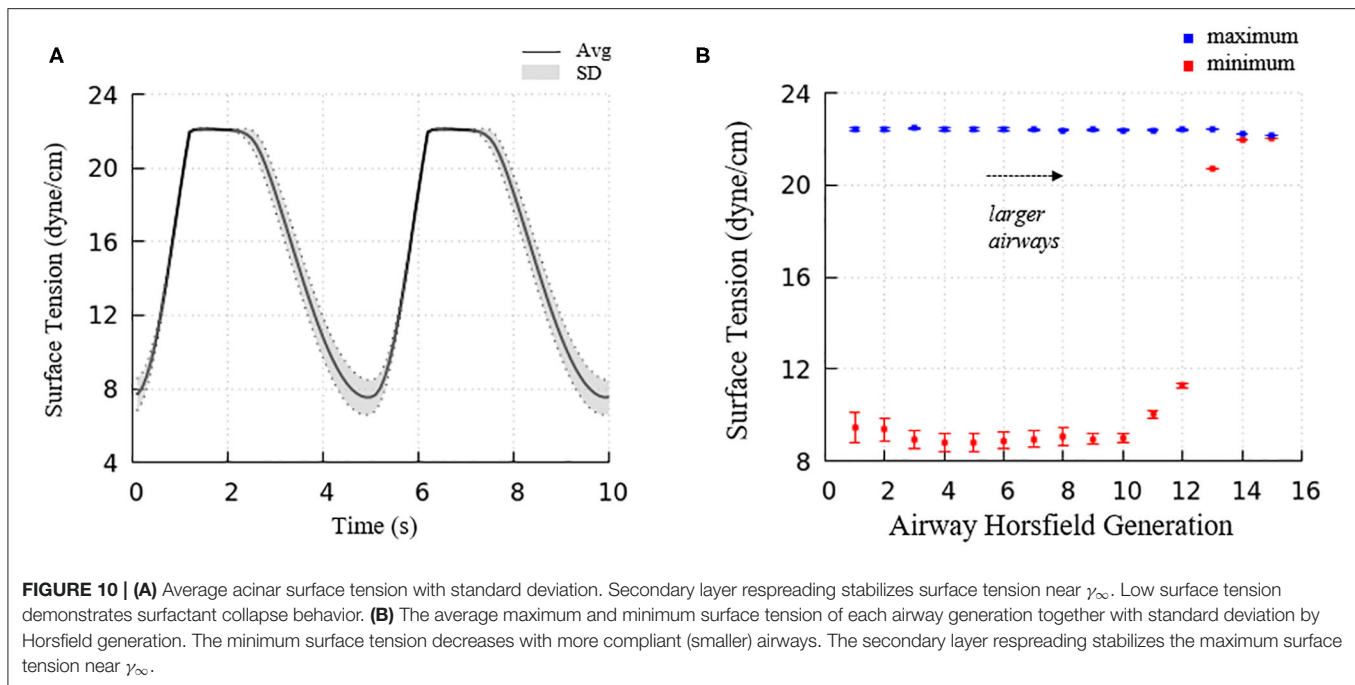 A
Avg
SD
24
20
16
12
8
4
0
2
4
6
8
10
Surface Tension (dyne/cm)
Time (s)
B
maximum
minimum
24
20
16
12
8
0
2
4
6
8
10
12
14
16
larger
airways
Surface Tension (dyne/cm)
Airway Horsfield Generation
FIGURE 10 | (A) Average acinar surface tension with standard deviation. Secondary layer respreading stabilizes surface tension near γ∞. Low surface tension
demonstrates surfactant collapse behavior. (B) The average maximum and minimum surface tension of each airway generation together with standard deviation by
Horsfield generation. The minimum surface tension decreases with more compliant (smaller) airways. The secondary layer respreading stabilizes the maximum surface
tension near γ∞.